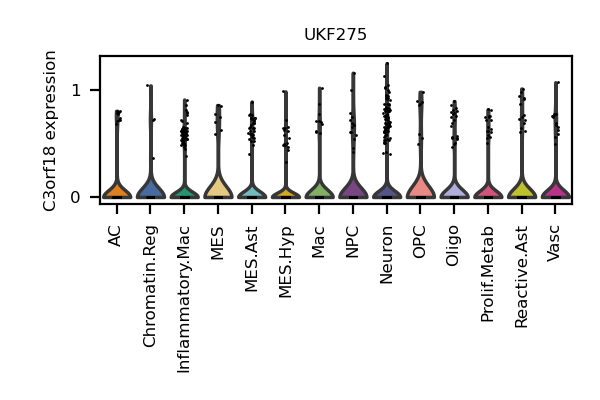 UKF275
C3orf18 expression
1
0
AC
Chromatin.Reg
Inflammatory.Mac
MES
MES.Ast
MES.Hyp
Mac
NPC
Neuron
OPC
Oligo
Prolif.Metab
Reactive.Ast
Vasc